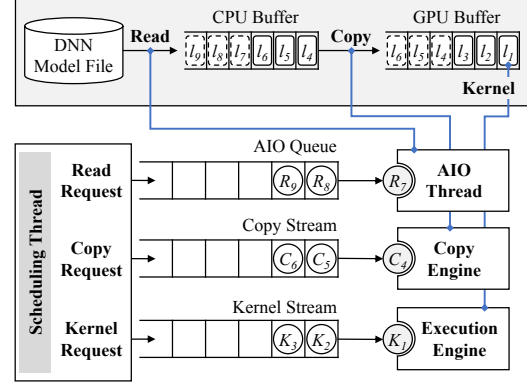 DNN
Model File
Read
CPU Buffer
l9 l8 l7 l6 l5 l4
Copy
GPU Buffer
l6 l5 l4 l3 l2 l1
Kernel
Scheduling Thread
Read
Request
AIO Queue
R9 R8
R7
AIO
Thread
Copy
Request
Copy Stream
C6 C5
C4
Copy
Engine
Kernel
Request
Kernel Stream
K3 K2
K1
Execution
Engine